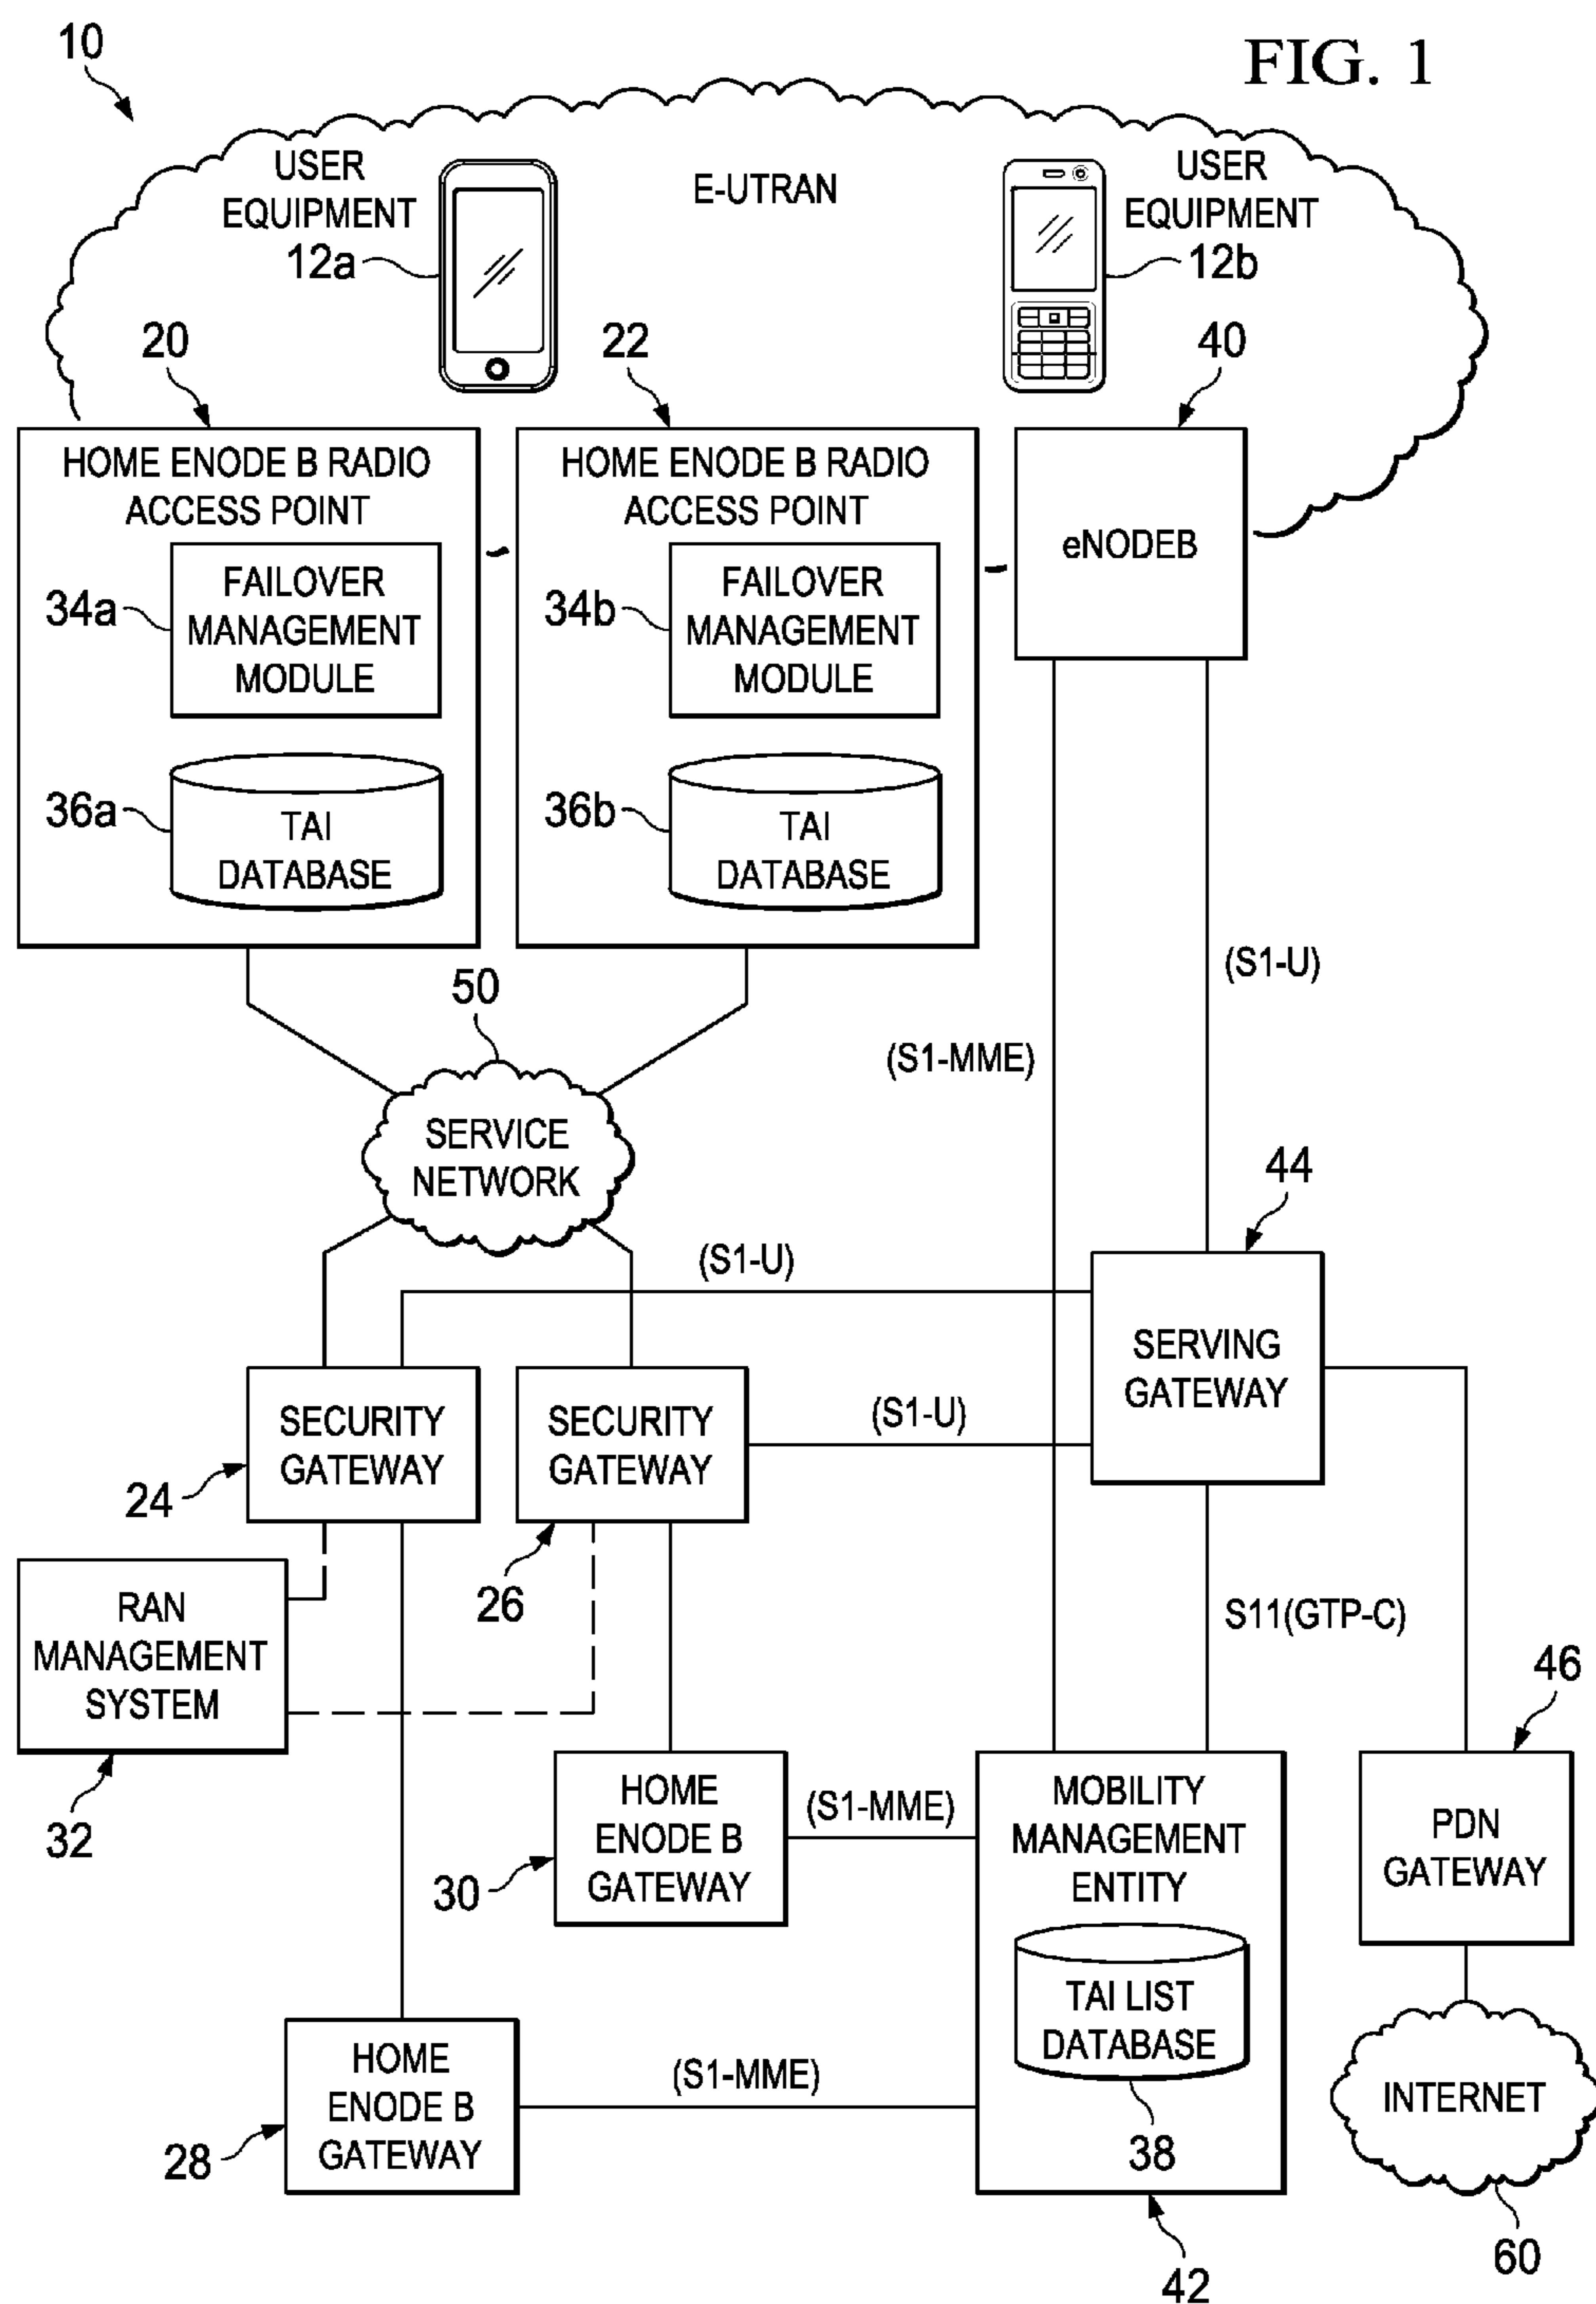 FIG. 1
10
USER
EQUIPMENT
12a
E-UTRAN
USER
EQUIPMENT
12b
20
22
40
HOME ENODE B RADIO
ACCESS POINT
34a
FAILOVER
MANAGEMENT
MODULE
36a
TAI
DATABASE
HOME ENODE B RADIO
ACCESS POINT
34b
FAILOVER
MANAGEMENT
MODULE
36b
TAI
DATABASE
eNODEB
(S1-U)
50
(S1-MME)
SERVICE
NETWORK
44
(S1-U)
SERVING
GATEWAY
SECURITY
GATEWAY
24
SECURITY
GATEWAY
26
(S1-U)
RAN
MANAGEMENT
SYSTEM
32
S11(GTP-C)
46
HOME
ENODE B
GATEWAY
30
(S1-MME)
MOBILITY
MANAGEMENT
ENTITY
TAI LIST
DATABASE
38
42
PDN
GATEWAY
HOME
ENODE B
GATEWAY
28
(S1-MME)
INTERNET
60